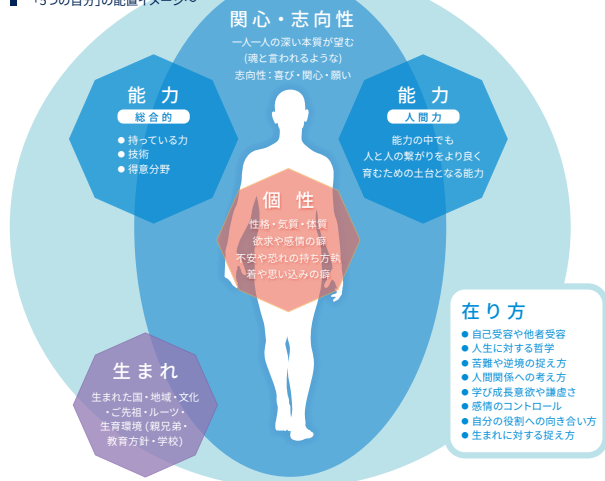 「5つの自分」の配置イメージ〜
関心・志向性
一人一人の深い本質が望む
(魂と言われるような)
志向性：喜び・関心・願い
能力
総合的
● 持っている力
● 技術
● 得意分野
能力
人間力
能力の中でも
人と人の繋がりをより良く
育むための土台となる能力
個性
性格・気質・体質
欲求や感情の癖
不安や恐れの持ち方執
着や思い込みの癖
生まれ
生まれた国・地域・文化
・ご先祖・ルーツ・
生育環境 (親兄弟・
教育方針・学校)
在り方
● 自己受容や他者受容
● 人生に対する哲学
● 苦難や逆境の捉え方
● 人間関係への考え方
● 学び成長意欲や謙虚さ
● 感情のコントロール
● 自分の役割への向き合い方
● 生まれに対する捉え方